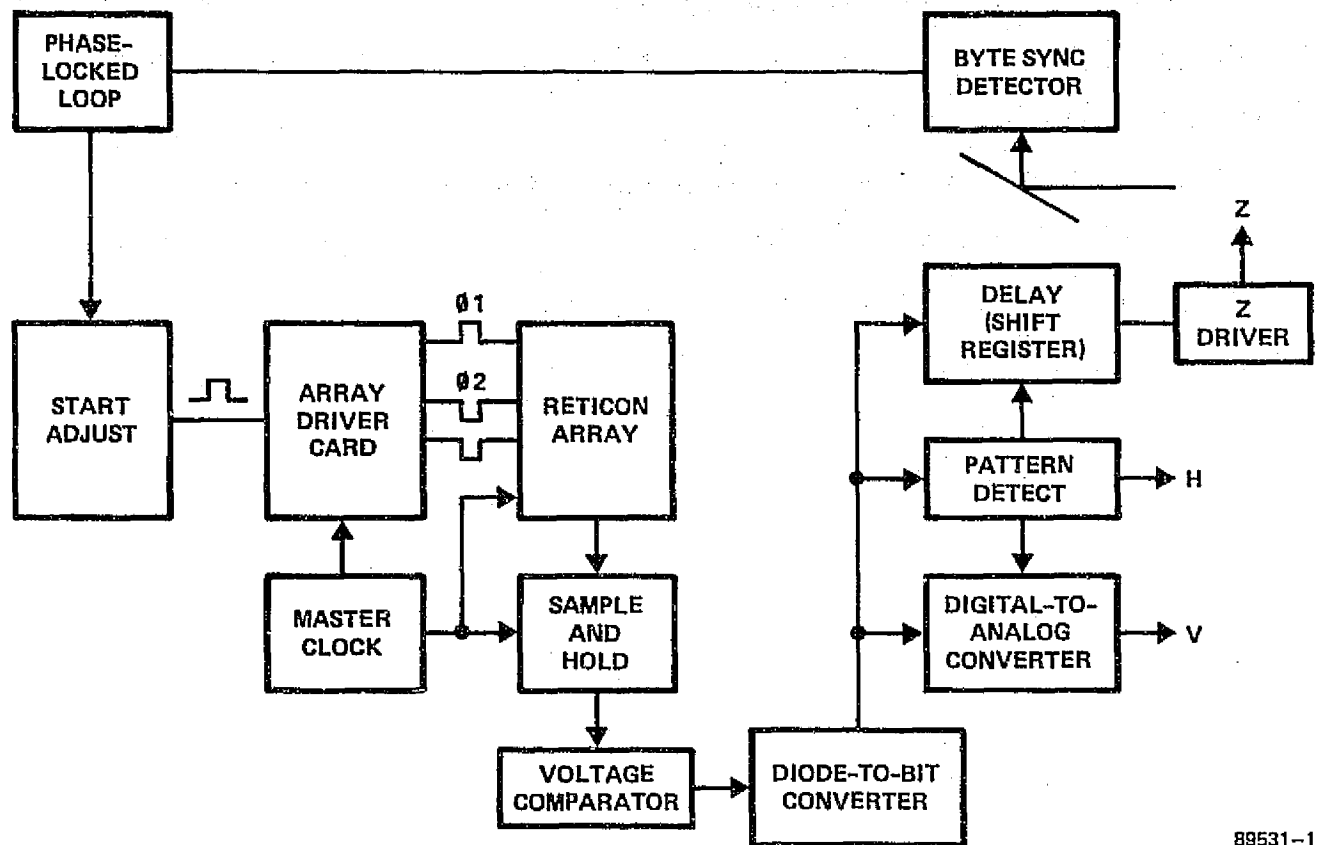 PHASE-
LOCKED
LOOP
BYTE SYNC
DETECTOR
Z
START
ADJUST
ARRAY
DRIVER
CARD
Ø1
Ø2
RETICON
ARRAY
DELAY
(SHIFT
REGISTER)
Z
DRIVER
PATTERN
DETECT
H
MASTER
CLOCK
SAMPLE
AND
HOLD
DIGITAL-TO-
ANALOG
CONVERTER
V
VOLTAGE
COMPARATOR
DIODE-TO-BIT
CONVERTER
89531-1